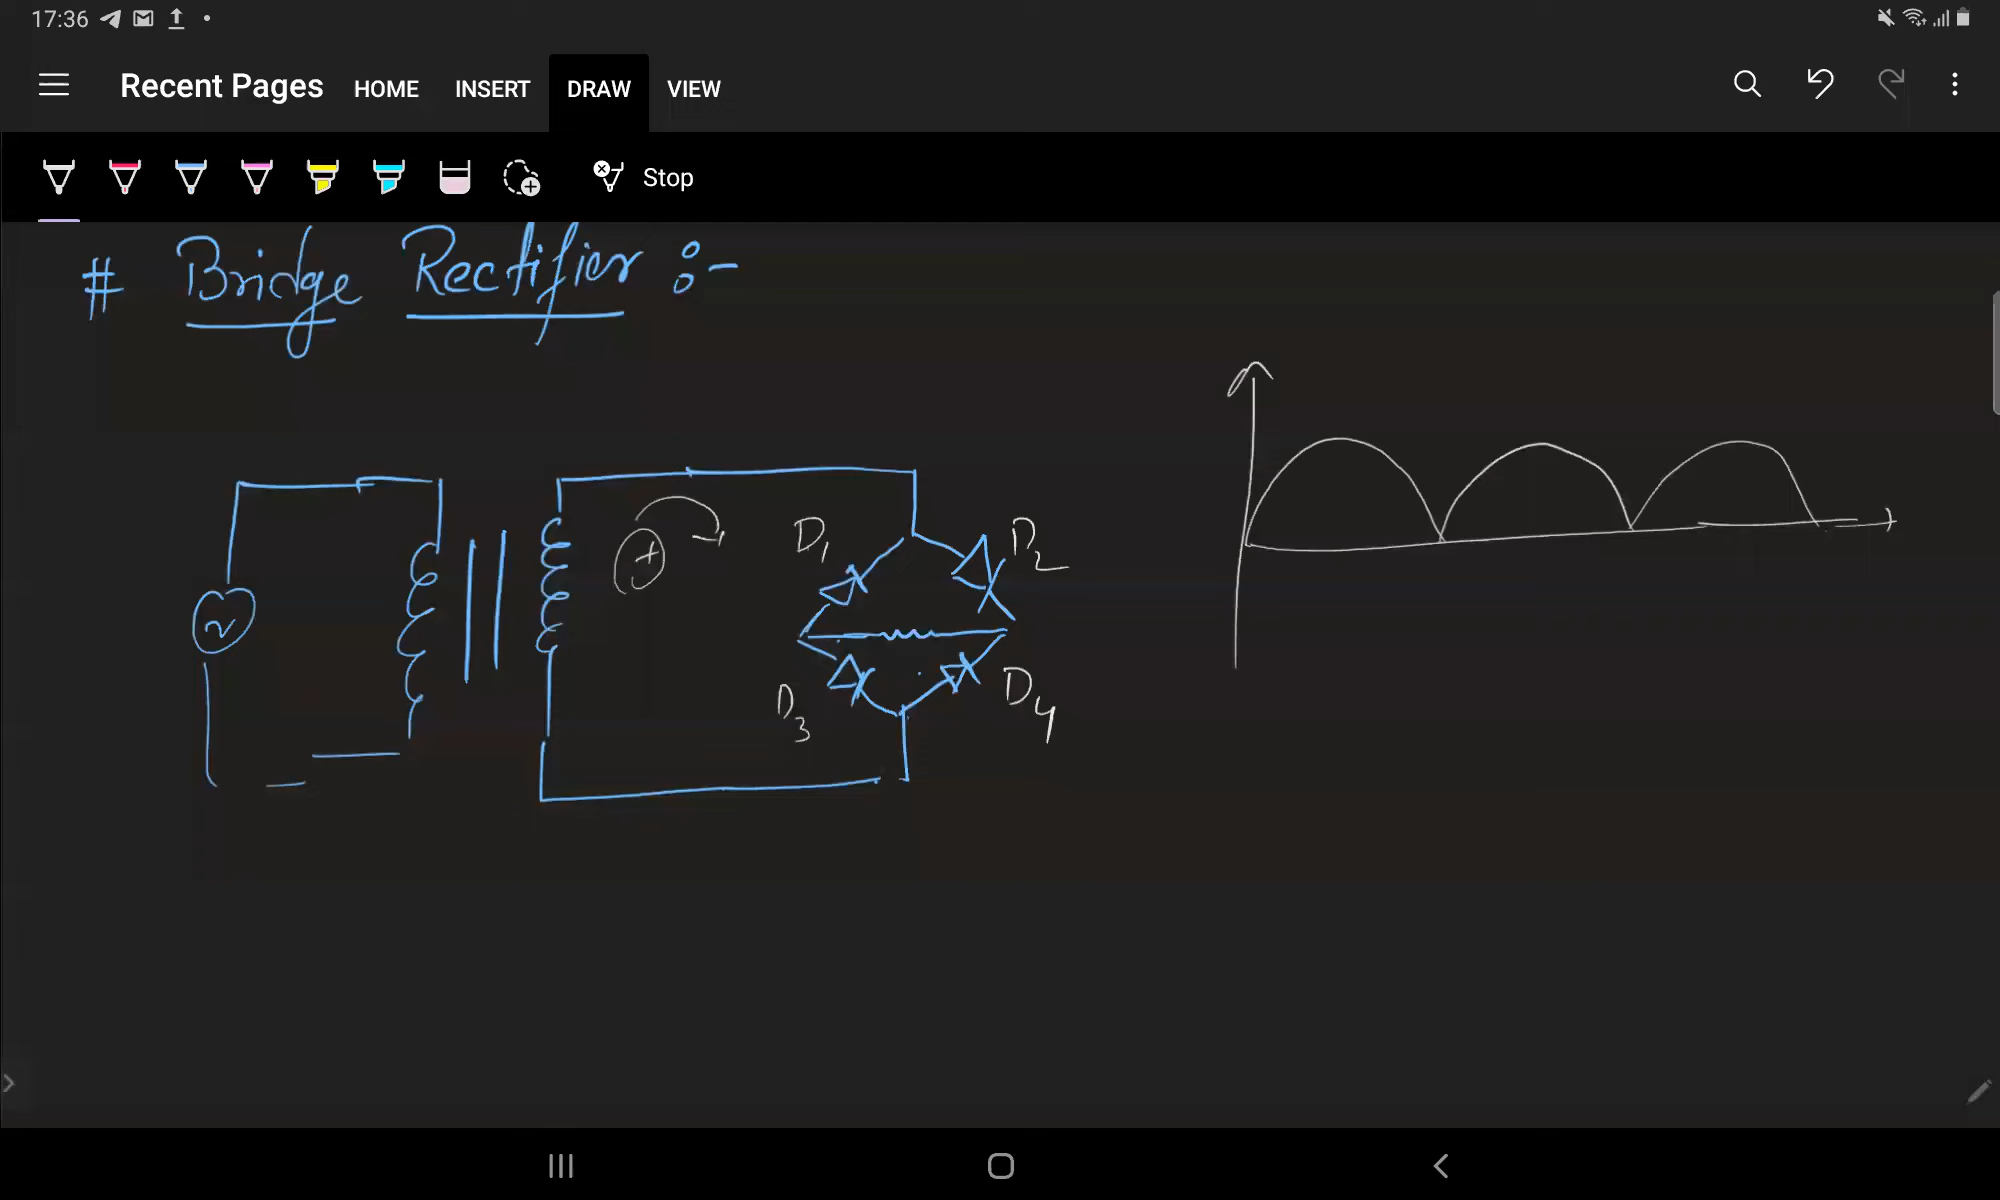 17:36
Recent Pages HOME INSERT DRAW VIEW
Stop
# Bridge Rectifier :-
D1
D2
+
D3
D4